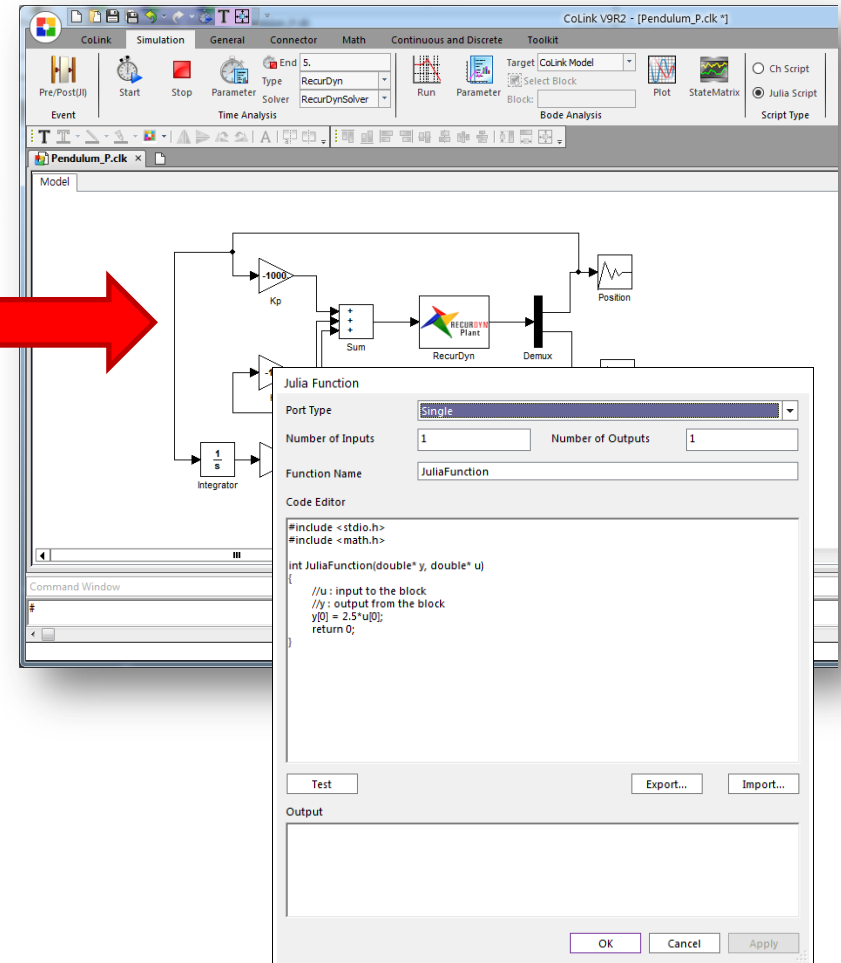 CoLink V9R2 - [Pendulum_P.clk *]
CoLink Simulation General Connector Math Continuous and Discrete Toolkit
Pre/Post(Jl) Start Stop Parameter End 5. Type RecurDyn Solver RecurDynSolver Run Parameter Target CoLink Model Select Block Block: Plot StateMatrix Ch Script Julia Script
Event Time Analysis Bode Analysis Script Type
Pendulum_P.clk
Model
-1000
Kp
+
+
+
Sum
RECURDYN
Plant
RecurDyn
Demux
Position
1
s
Integrator
Command Window
#
Julia Function
Port Type Single
Number of Inputs 1 Number of Outputs 1
Function Name JuliaFunction
Code Editor
#include <stdio.h>
#include <math.h>
int JuliaFunction(double* y, double* u)
{
//u : input to the block
//y : output from the block
y[0] = 2.5*u[0];
return 0;
}
Test Export... Import...
Output
OK Cancel Apply